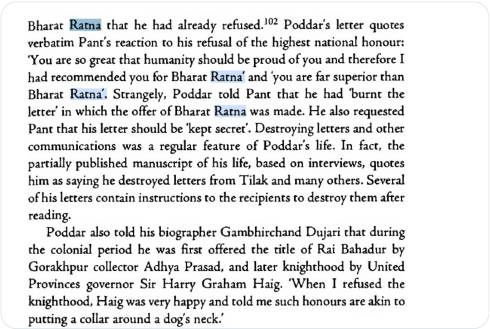 Bharat Ratna that he had already refused.102 Poddar's letter quotes
verbatim Pant's reaction to his refusal of the highest national honour:
'You are so great that humanity should be proud of you and therefore I
had recommended you for Bharat Ratna' and 'you are far superior than
Bharat Ratna'. Strangely, Poddar told Pant that he had 'burnt the
letter' in which the offer of Bharat Ratna was made. He also requested
Pant that his letter should be 'kept secret'. Destroying letters and other
communications was a regular feature of Poddar's life. In fact, the
partially published manuscript of his life, based on interviews, quotes
him as saying he destroyed letters from Tilak and many others. Several
of his letters contain instructions to the recipients to destroy them after
reading.
Poddar also told his biographer Gambhirchand Dujari that during
the colonial period he was first offered the title of Rai Bahadur by
Gorakhpur collector Adhya Prasad, and later knighthood by United
Provinces governor Sir Harry Graham Haig. 'When I refused the
knighthood, Haig was very happy and told me such honours are akin to
putting a collar around a dog's neck.'